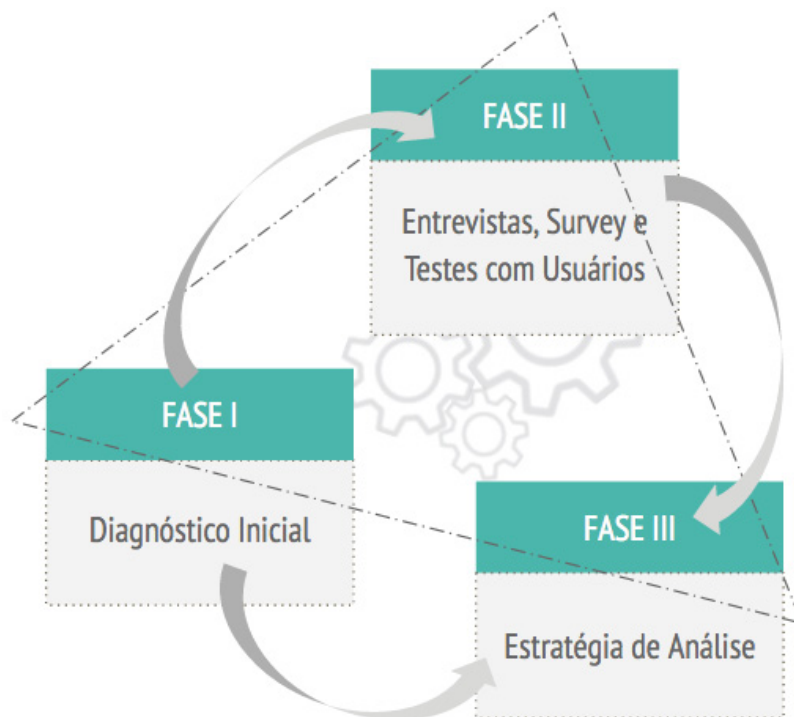 FASE II
Entrevistas, Survey e
Testes com Usuários
FASE I
Diagnóstico Inicial
FASE III
Estratégia de Análise